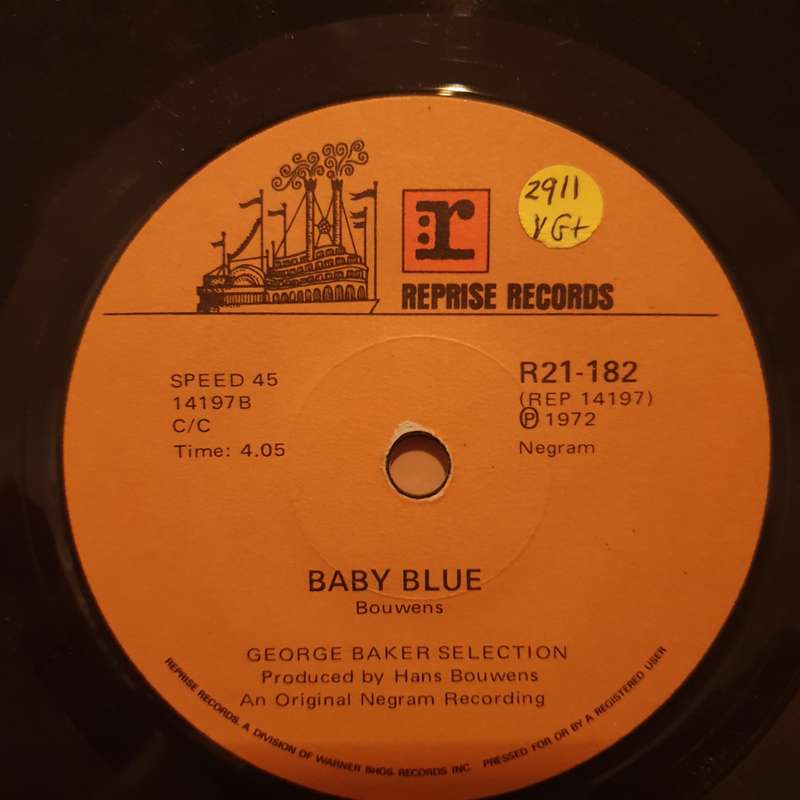 2911
VG+
r
REPRISE RECORDS
SPEED 45
14197B
C/C
Time: 4.05
R21-182
(REP 14197)
Ⓟ 1972
Negram
BABY BLUE
Bouwens
GEORGE BAKER SELECTION
Produced by Hans Bouwens
An Original Negram Recording
REPRISE RECORDS, A DIVISION OF WARNER BROS RECORDS INC. PRESSED FOR OR BY A REGISTERED USER